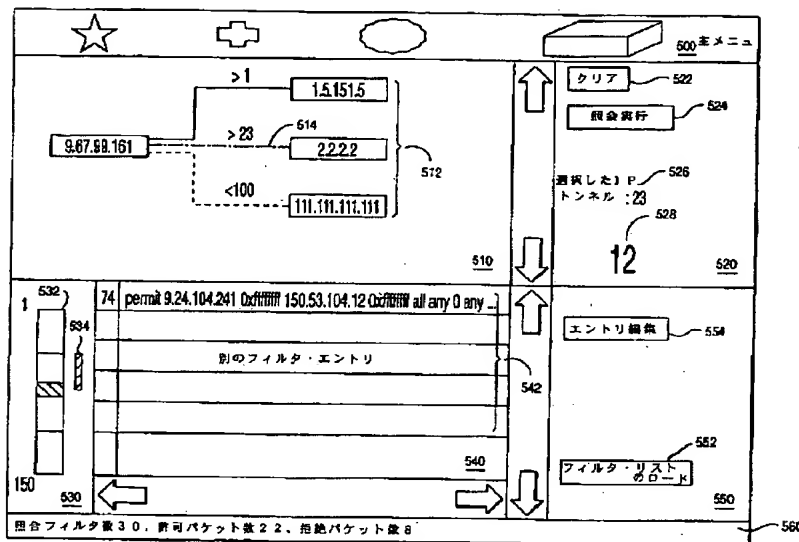 500 主メニュー
>1
1.5.151.5
クリア
522
524
照会実行
9.67.98.161
>23
514
2.2.2.2
512
選択したIP
526
トンネル :23
528
<100
111.111.111.111
12
510
520
532
1
74
permit 9.24.104.241 0xffffffff 150.53.104.12 0xffffffff all any 0 any ...
534
エントリ編集
554
別のフィルタ・エントリ
542
552
フィルタ・リスト
のロード
540
150
530
550
照合フィルタ数30、許可パケット数22、拒絶パケット数8
560